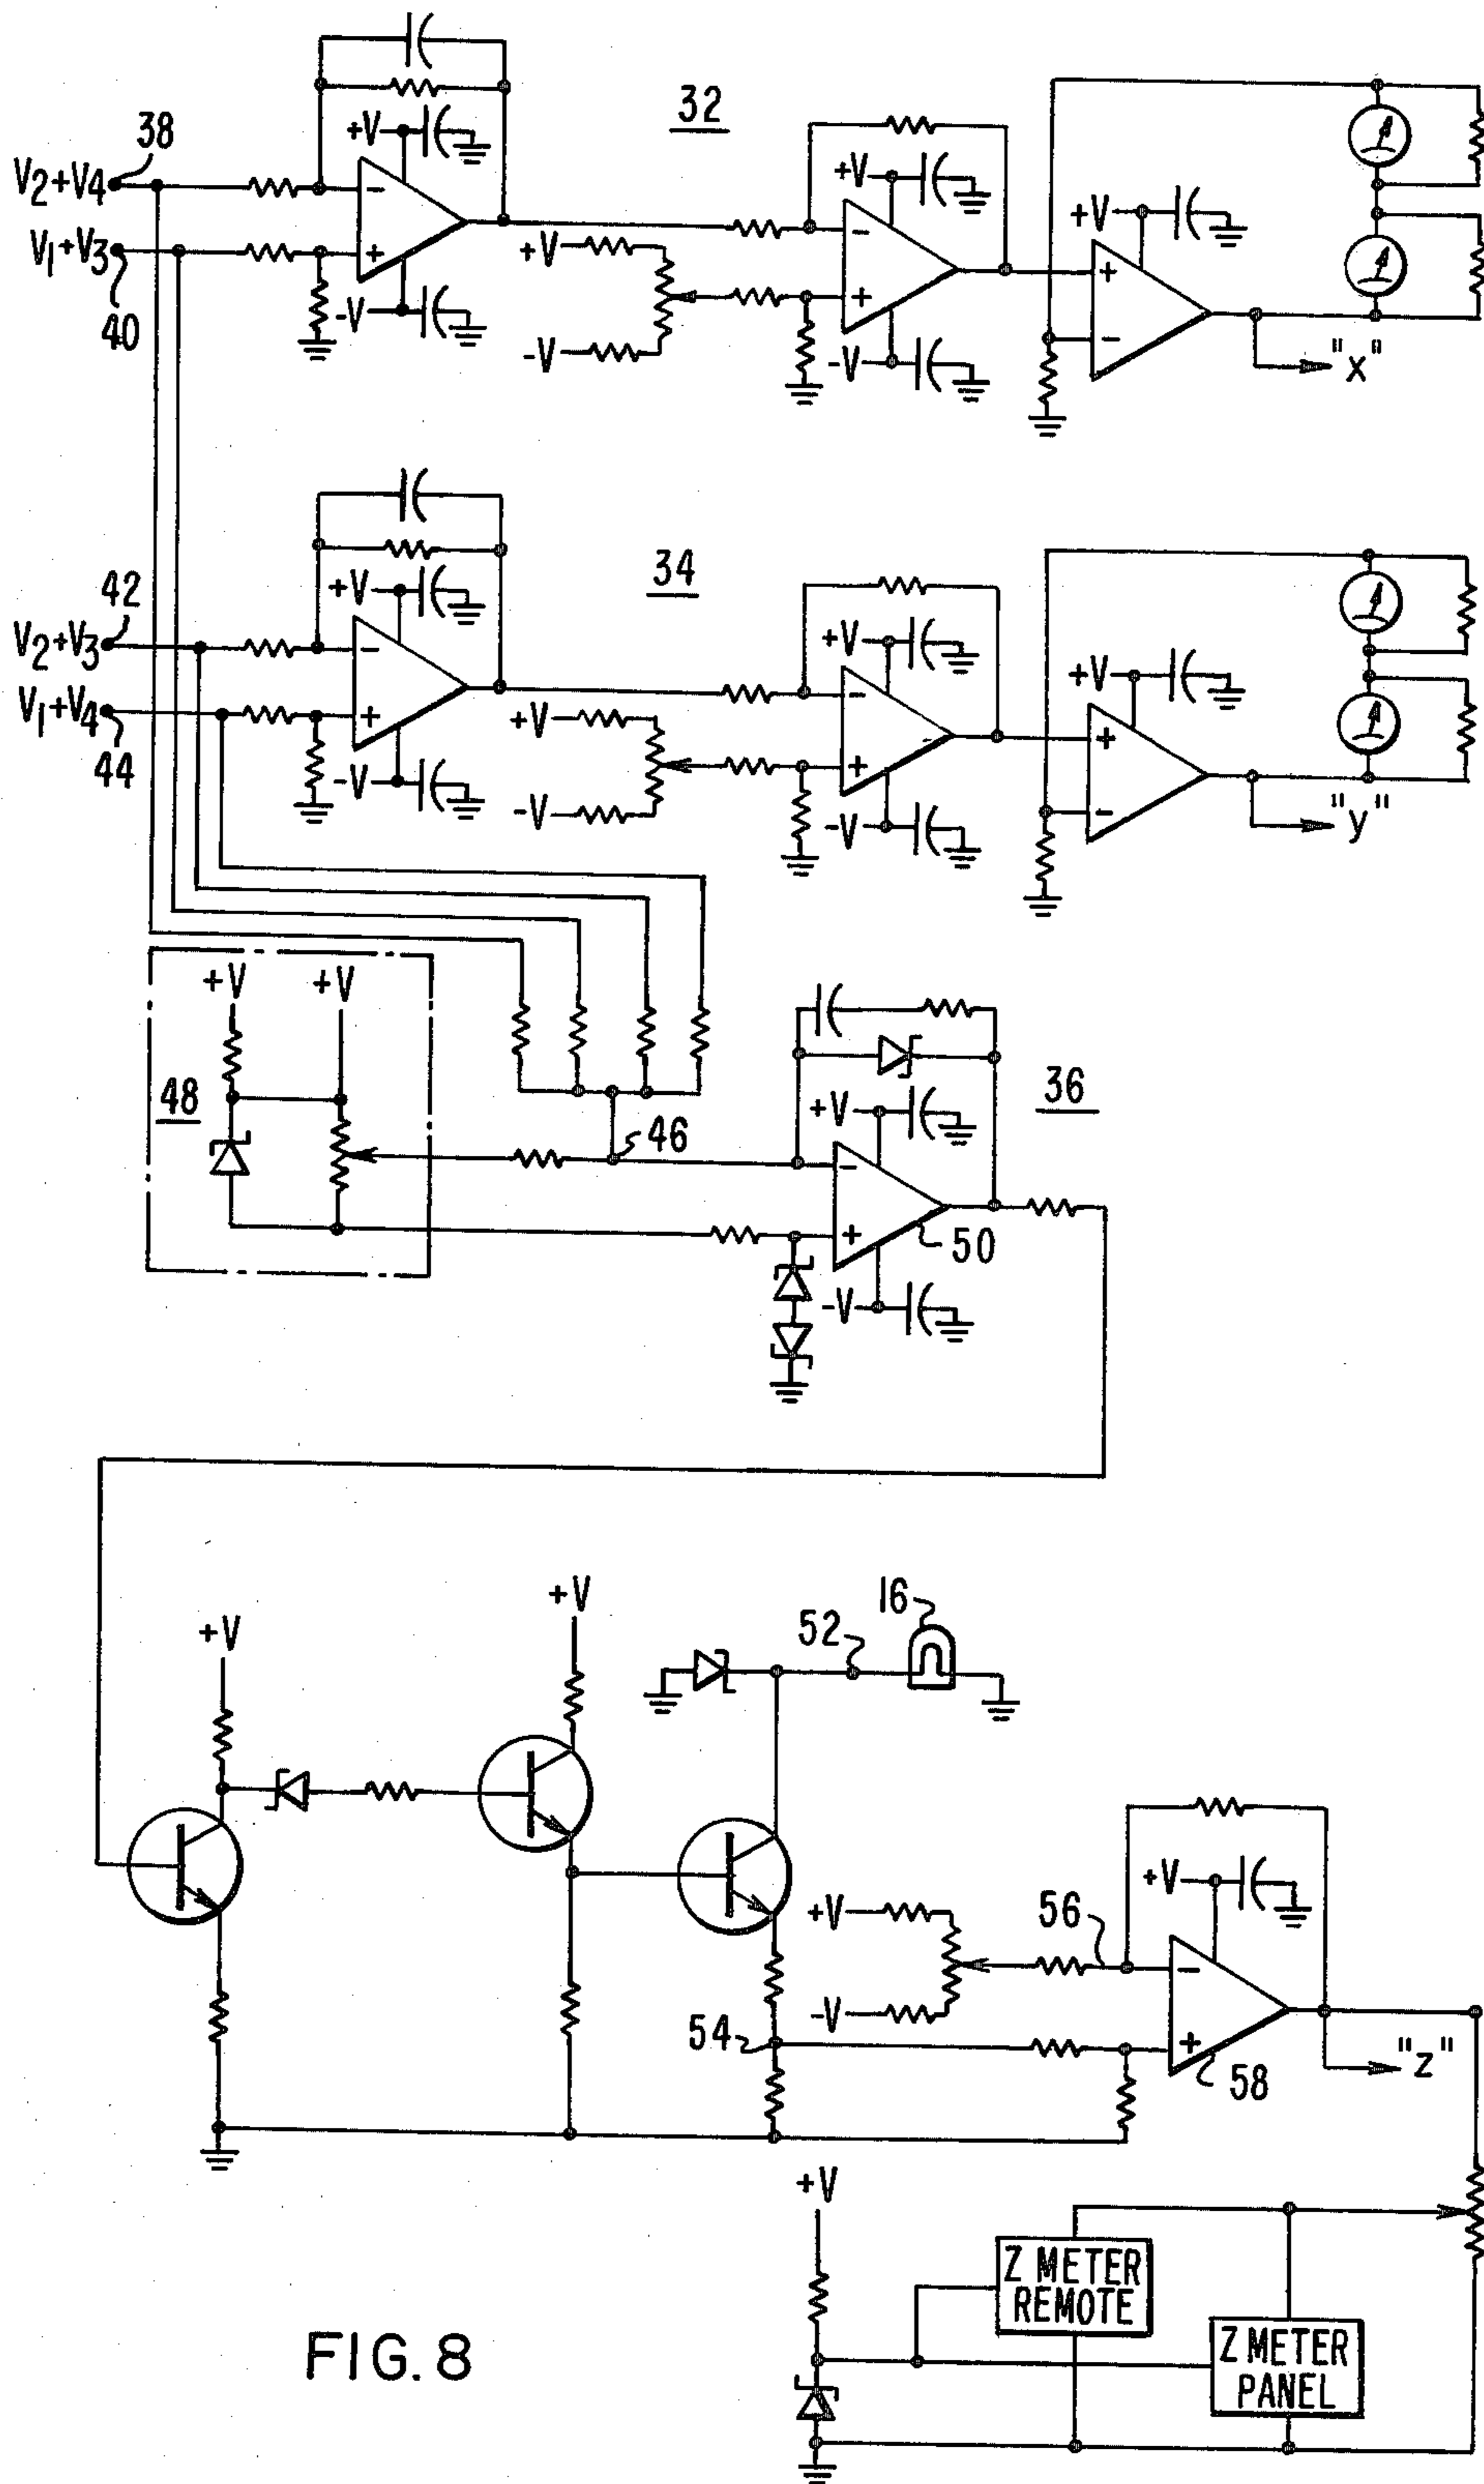 32
+V
38
V2+V4
V1+V3
40
-V
+V
-V
+V
-V
+V
"x"
34
42
V2+V3
V1+V4
44
+V
-V
+V
-V
+V
-V
+V
"y"
+V +V
48
46
+V
36
50
-V
+V
+V
52
16
+V
-V
54
56
+V
58
"z"
+V
Z METER
REMOTE
Z METER
PANEL
FIG. 8